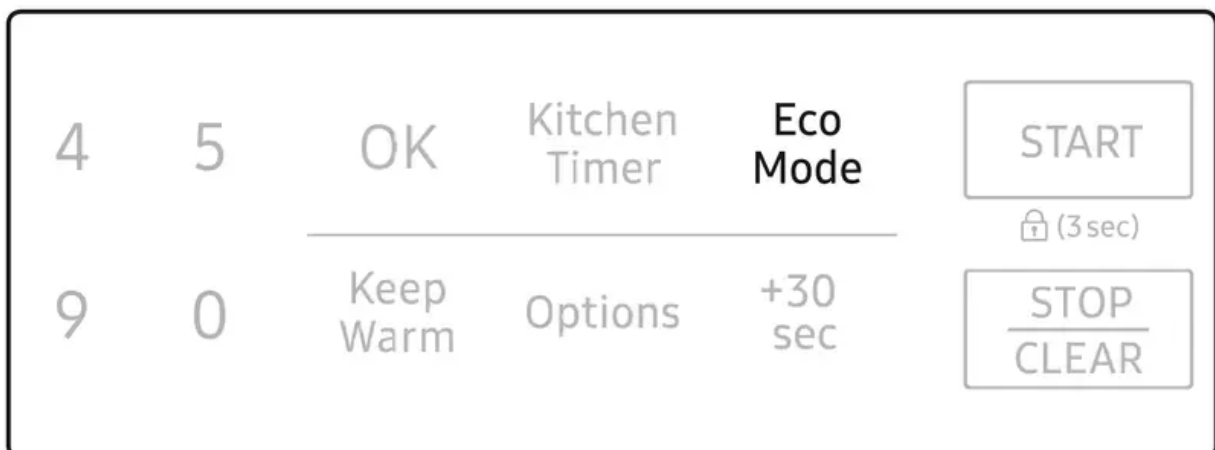 4 5 OK Kitchen Timer Eco Mode START
(3 sec)
9 0 Keep Warm Options +30 sec STOP
CLEAR